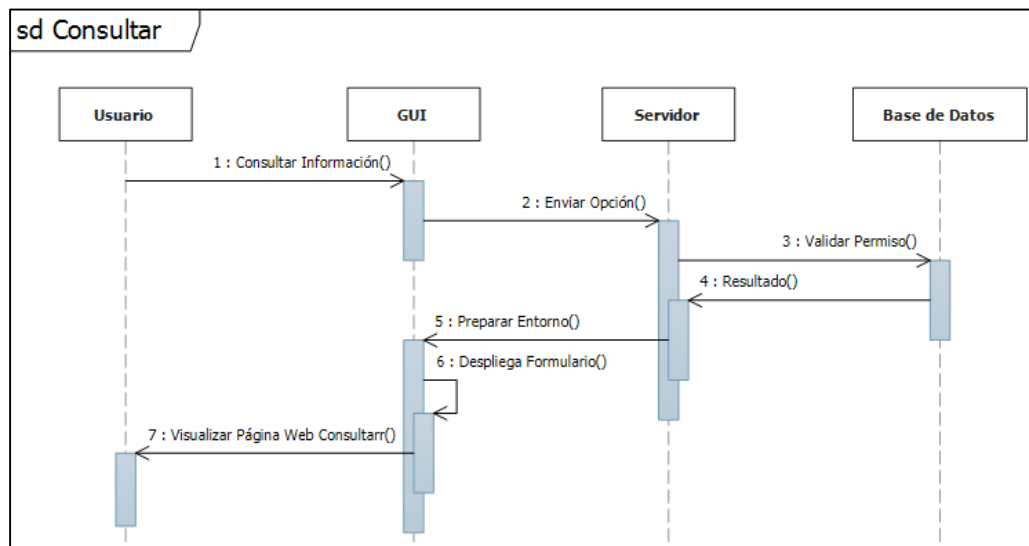 sd Consultar
Usuario
GUI
Servidor
Base de Datos
1 : Consultar Información()
2 : Enviar Opción()
3 : Validar Permiso()
4 : Resultado()
5 : Preparar Entorno()
6 : Despliega Formulario()
7 : Visualizar Página Web Consultarr()